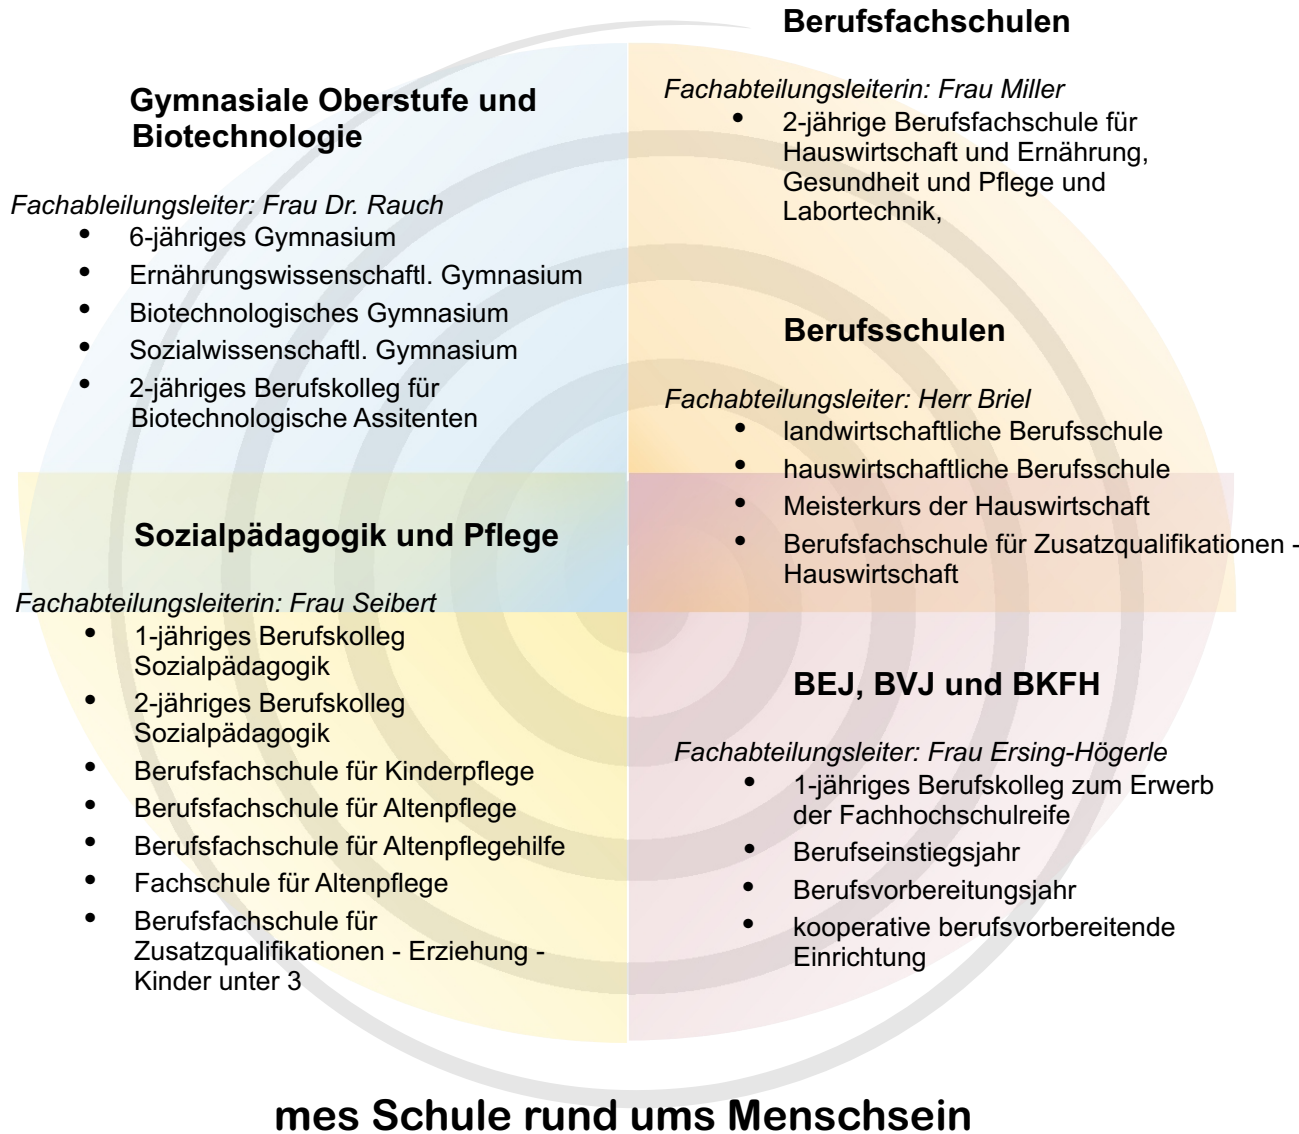 Gymnasiale Oberstufe und
Biotechnologie
Fachableilungsleiter: Frau Dr. Rauch
• 6-jähriges Gymnasium
• Ernährungswissenschaftl. Gymnasium
• Biotechnologisches Gymnasium
• Sozialwissenschaftl. Gymnasium
• 2-jähriges Berufskolleg für
Biotechnologische Assitenten
Sozialpädagogik und Pflege
Fachabteilungsleiterin: Frau Seibert
• 1-jähriges Berufskolleg
Sozialpädagogik
• 2-jähriges Berufskolleg
Sozialpädagogik
• Berufsfachschule für Kinderpflege
• Berufsfachschule für Altenpflege
• Berufsfachschule für Altenpflegehilfe
• Fachschule für Altenpflege
• Berufsfachschule für
Zusatzqualifikationen - Erziehung -
Kinder unter 3
Berufsfachschulen
Fachabteilungsleiterin: Frau Miller
• 2-jährige Berufsfachschule für
Hauswirtschaft und Ernährung,
Gesundheit und Pflege und
Labortechnik,
Berufsschulen
Fachabteilungsleiter: Herr Briel
• landwirtschaftliche Berufsschule
• hauswirtschaftliche Berufsschule
• Meisterkurs der Hauswirtschaft
• Berufsfachschule für Zusatzqualifikationen -
Hauswirtschaft
BEJ, BVJ und BKFH
Fachabteilungsleiter: Frau Ersing-Högerle
• 1-jähriges Berufskolleg zum Erwerb
der Fachhochschulreife
• Berufseinstiegsjahr
• Berufsvorbereitungsjahr
• kooperative berufsvorbereitende
Einrichtung
mes Schule rund ums Menschsein